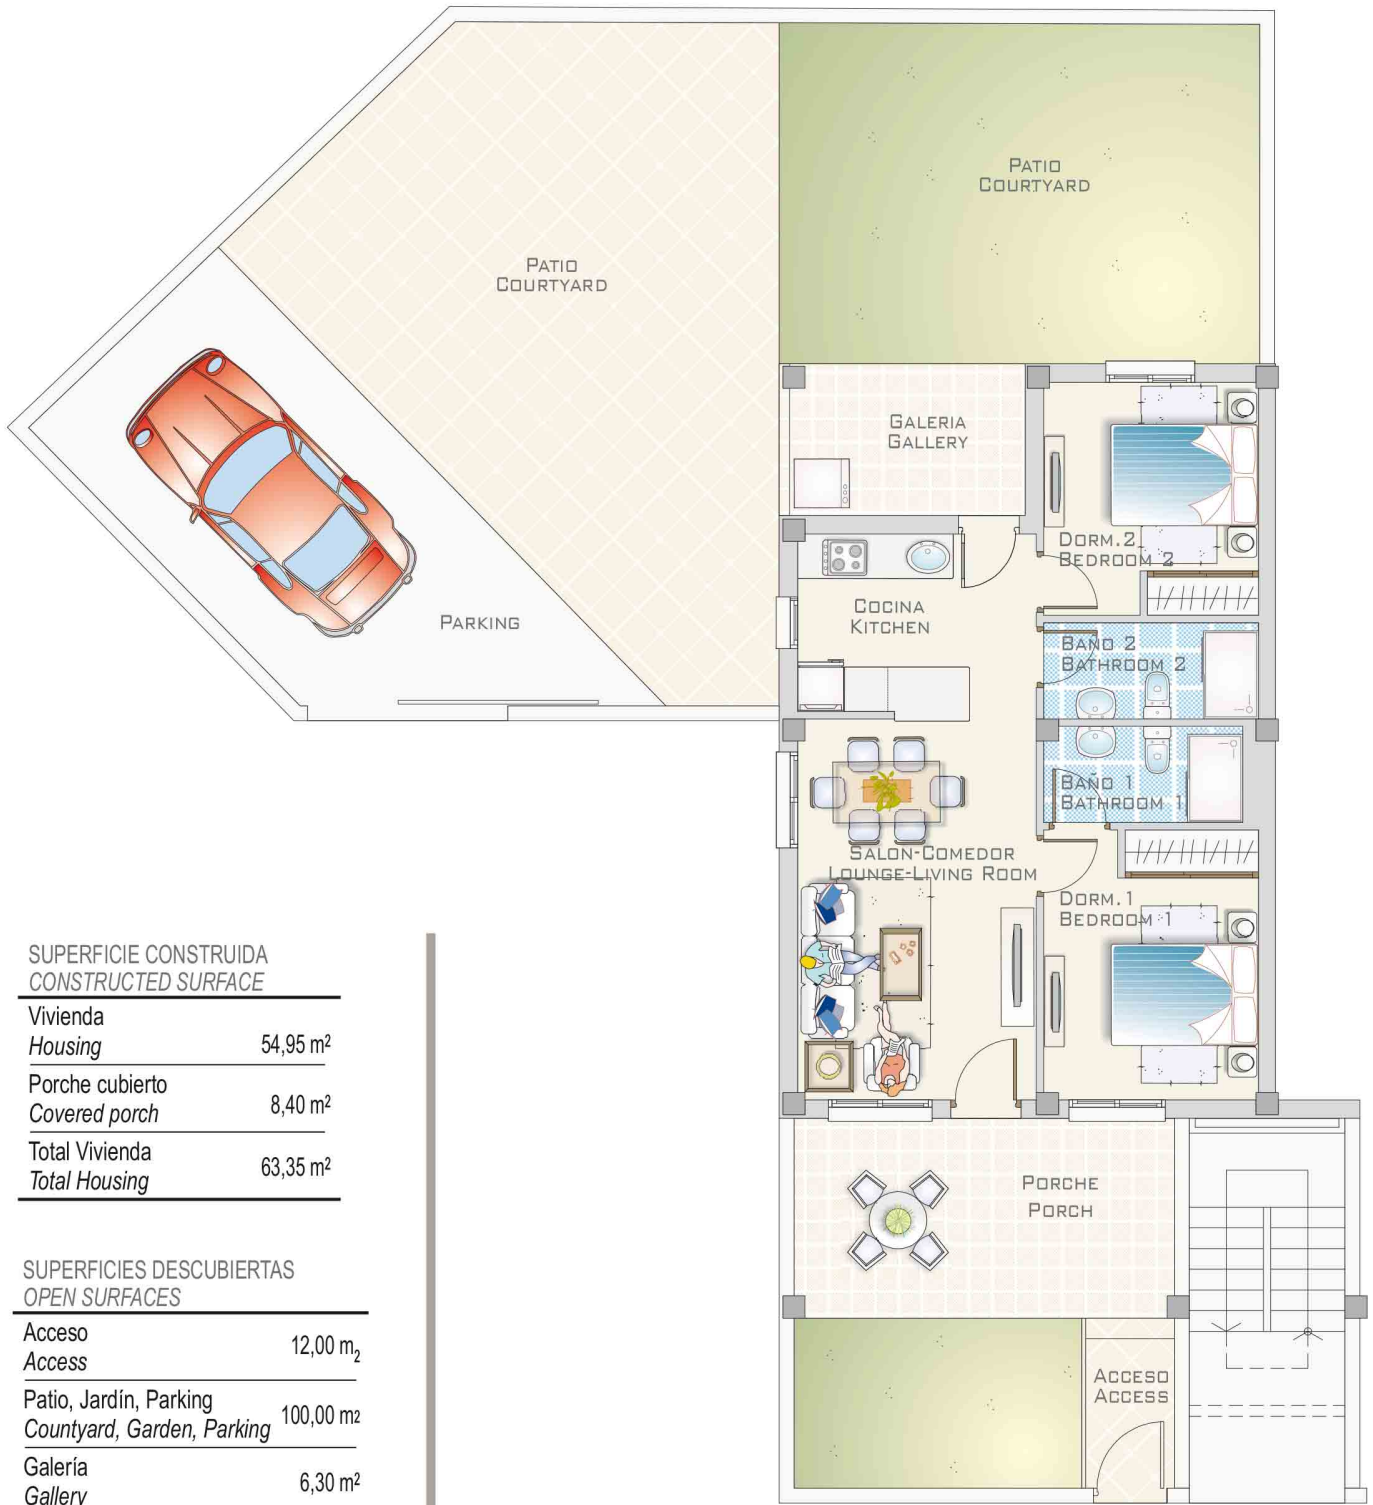 PATIO
COURTYARD
PATIO
COURTYARD
GALERIA
GALLERY
DORM.2
BEDROOM 2
COCINA
KITCHEN
PARKING
BAÑO 2
BATHROOM 2
BAÑO 1
BATHROOM 1
SALON-COMEDOR
LOUNGE-LIVING ROOM
DORM.1
BEDROOM 1
PORCHE
PORCH
ACCESO
ACCESS
SUPERFICIE CONSTRUIDA
CONSTRUCTED SURFACE
Vivienda
Housing 54,95 m²
Porche cubierto
Covered porch 8,40 m²
Total Vivienda
Total Housing 63,35 m²
SUPERFICIES DESCUBIERTAS
OPEN SURFACES
Acceso
Access 12,00 m₂
Patio, Jardín, Parking
Countyard, Garden, Parking 100,00 m²
Galería
Gallery 6,30 m²